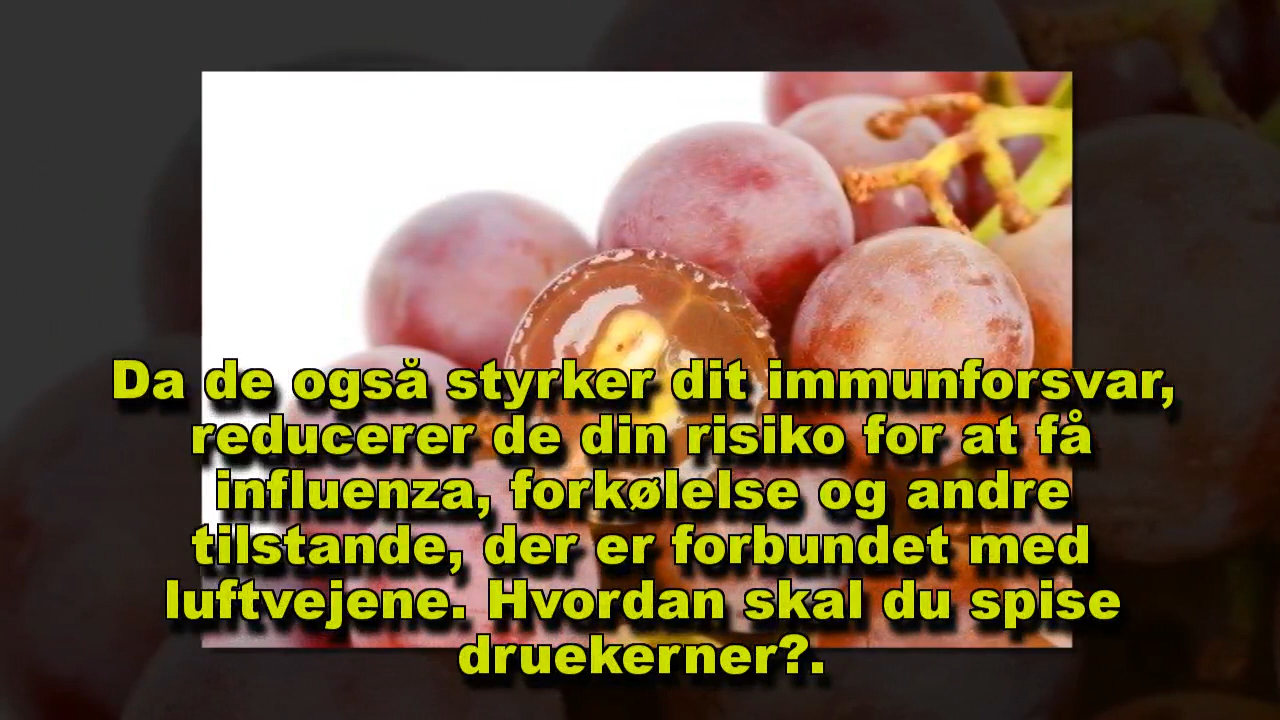 Da de også styrker dit immunforsvar,
reducerer de din risiko for at få
influenza, forkølelse og andre
tilstande, der er forbundet med
luftvejene. Hvordan skal du spise
druekerner?.